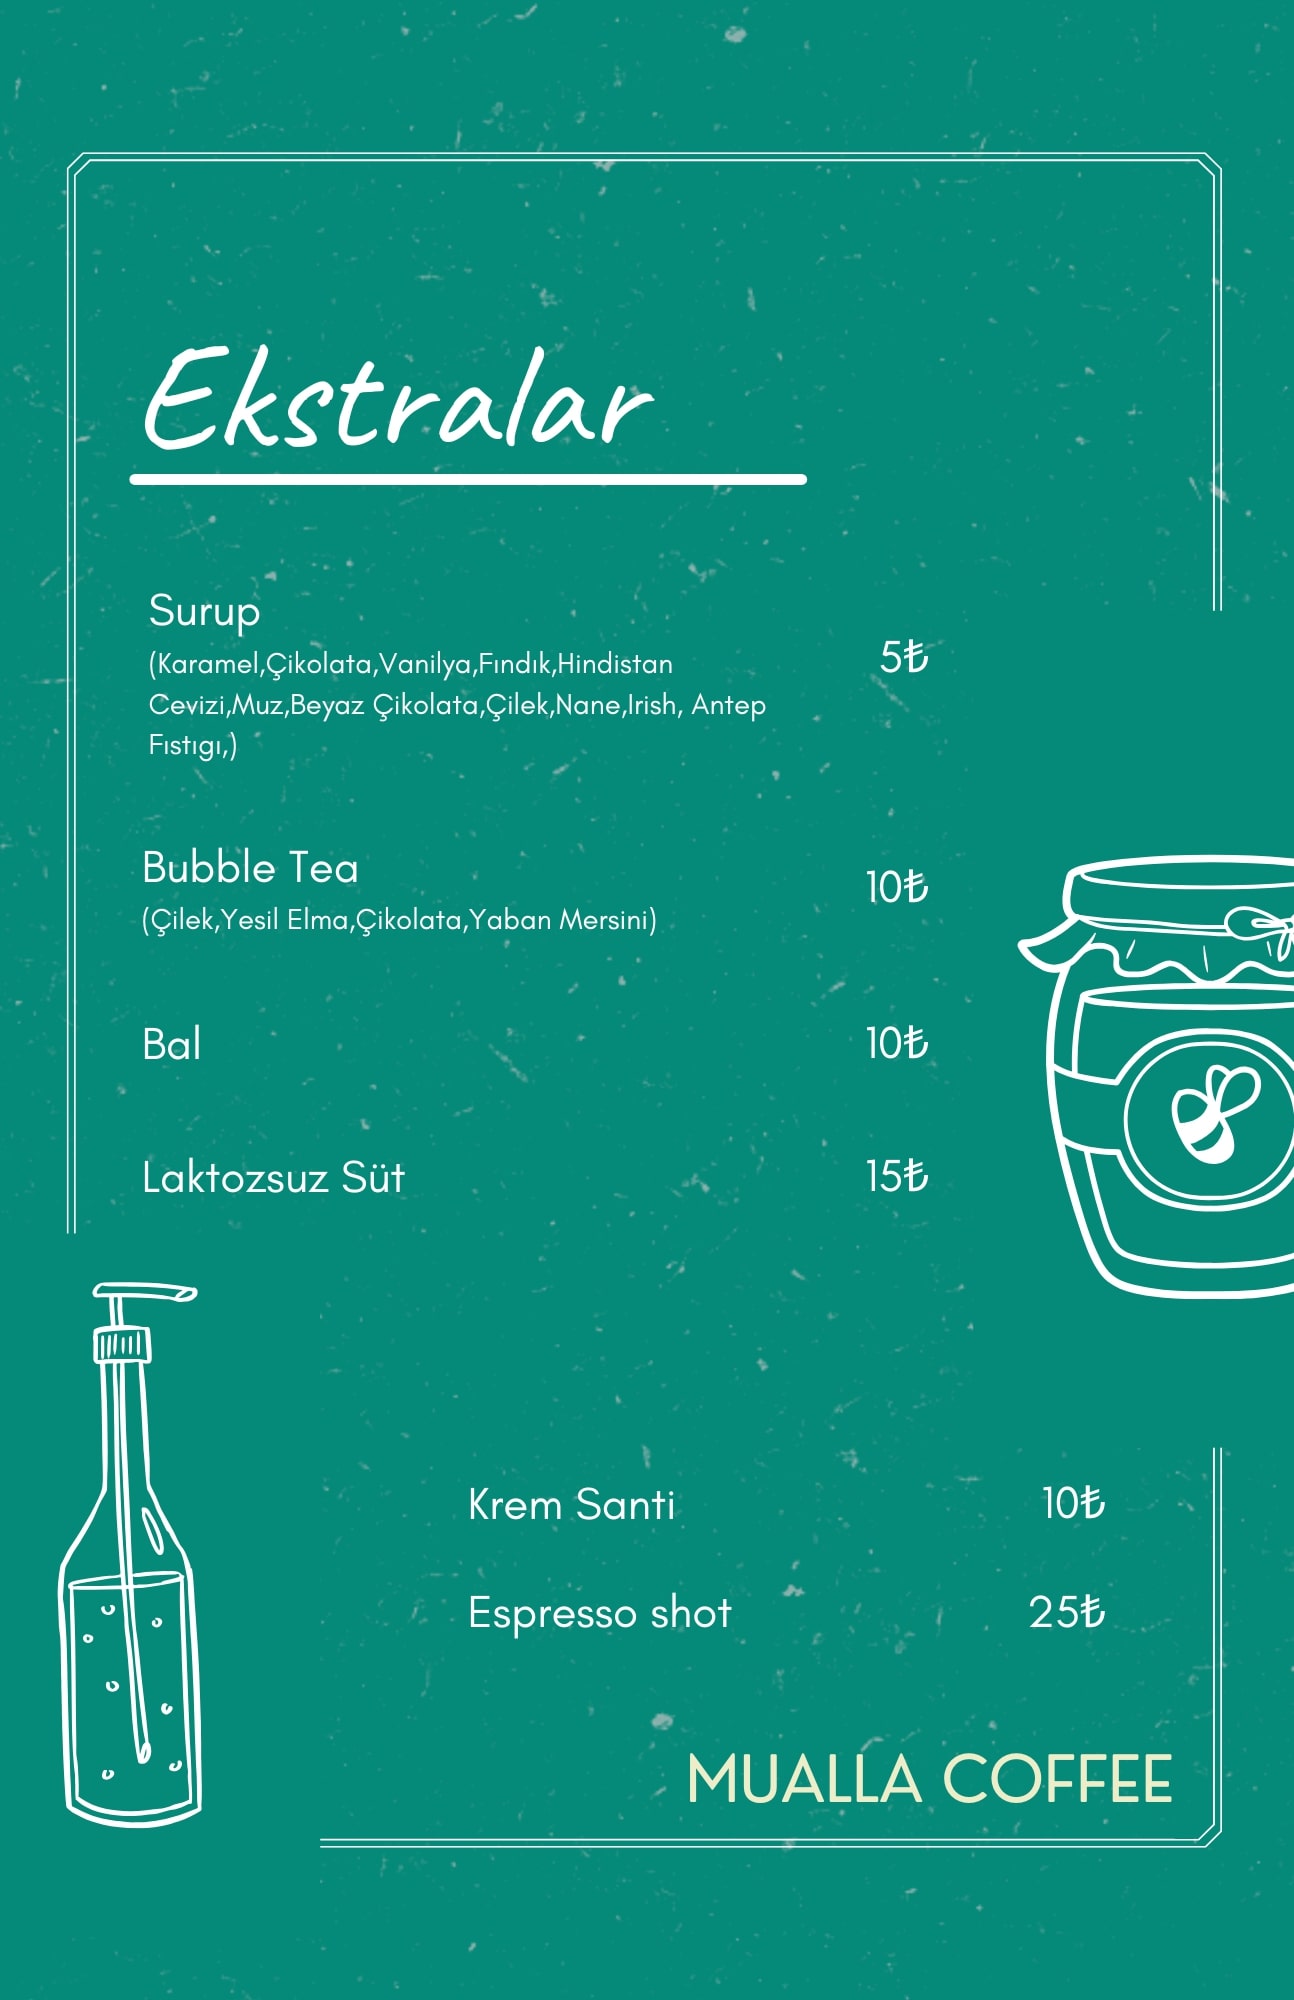 Ekstralar
Surup
(Karamel,Çikolata,Vanilya,Fındık,Hindistan
Cevizi,Muz,Beyaz Çikolata,Çilek,Nane,Irish, Antep
Fıstıgı,)
5₺
Bubble Tea
(Çilek,Yesil Elma,Çikolata,Yaban Mersini)
10₺
Bal 10₺
Laktozsuz Süt 15₺
Krem Santi 10₺
Espresso shot 25₺
MUALLA COFFEE